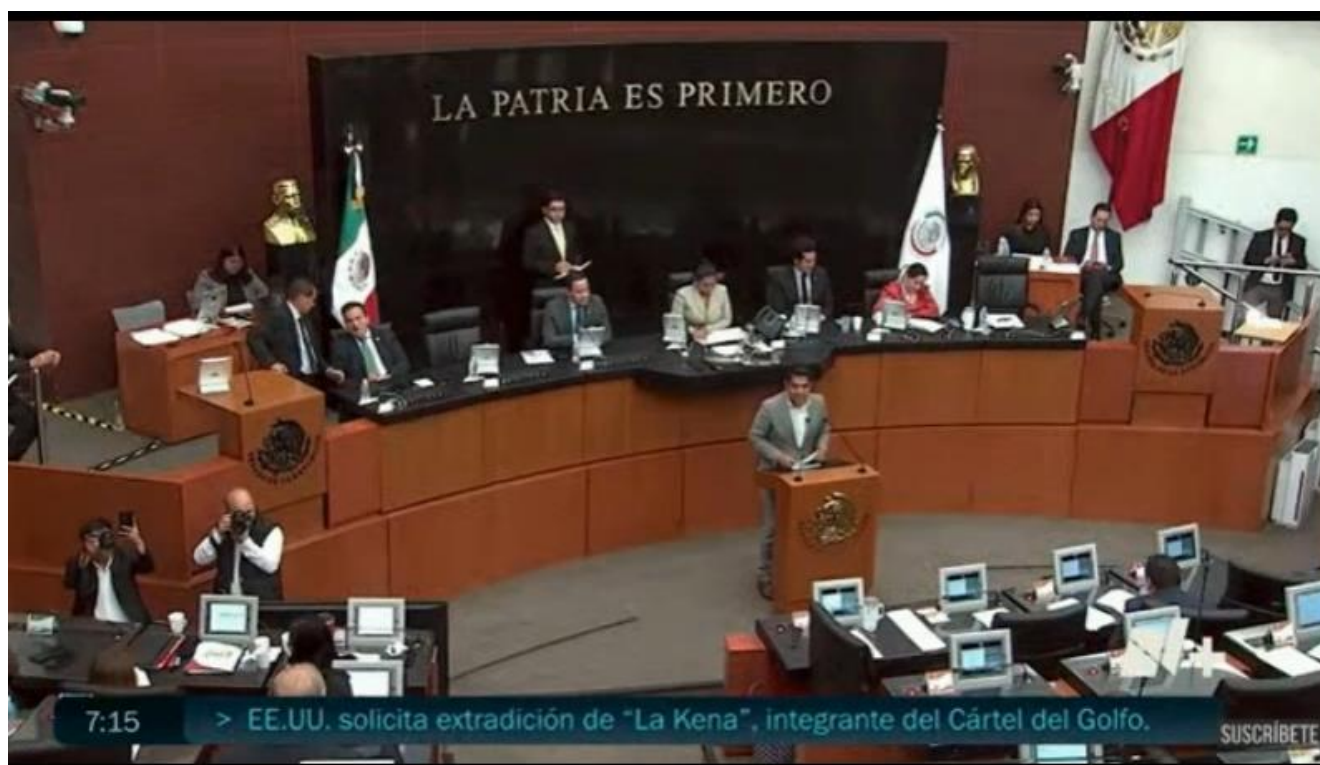 LA PATRIA ES PRIMERO
7:15
> EE.UU. solicita extradición de “La Kena”, integrante del Cártel del Golfo.
N+
SUSCRÍBETE